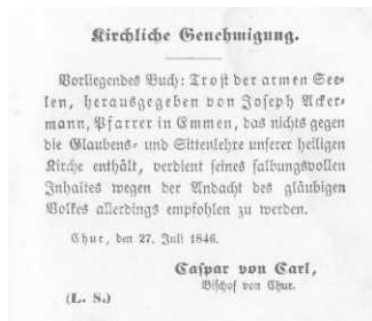 Kirchliche Genehmigung.
Vorliegendes Buch: Trost der armen See-
len, herausgegeben von Joseph Acker-
mann, Pfarrer in Emmen, das nichts gegen
die Glaubens- und Sittenlehre unserer heiligen
Kirche enthält, verdient seines salbungsvollen
Inhaltes wegen der Andacht des gläubigen
Volkes allerdings empfohlen zu werden.
Chur, den 27. Juli 1846.
Caspar von Carl,
Bischof von Chur.
(L. S.)